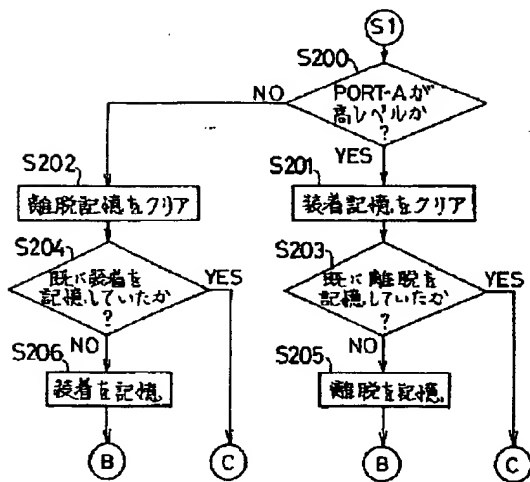 S1
S200
PORT-Aが
高レベルか
?
NO
YES
S202
離脱記憶をクリア
S201
装着記憶をクリア
S204
既に装着を
記憶していたか
?
YES
NO
S203
既に離脱を
記憶していたか
?
YES
NO
S206
装着を記憶
S205
離脱を記憶
B
C
B
C